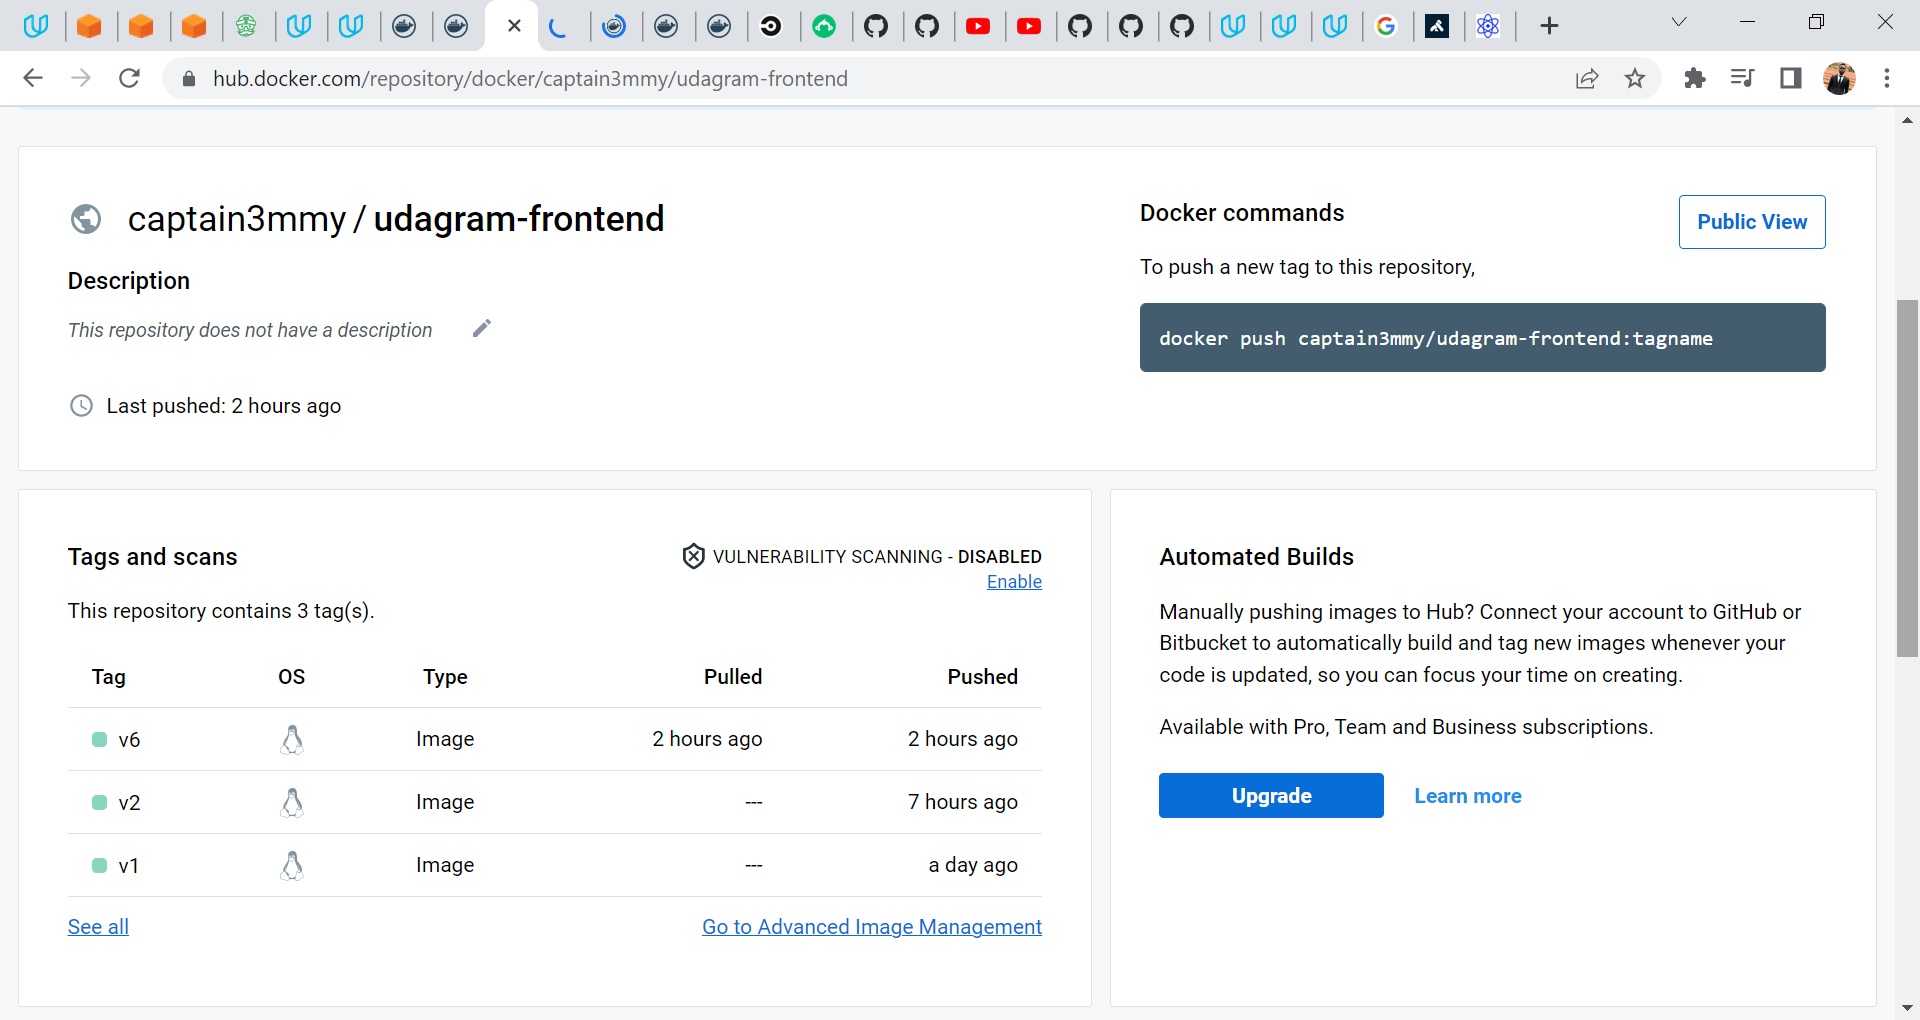 hub.docker.com/repository/docker/captain3mmy/udagram-frontend
captain3mmy / udagram-frontend
Description
This repository does not have a description
Last pushed: 2 hours ago
Docker commands
Public View
To push a new tag to this repository,
docker push captain3mmy/udagram-frontend:tagname
Tags and scans
VULNERABILITY SCANNING - DISABLED
Enable
This repository contains 3 tag(s).
Tag OS Type Pulled Pushed
v6 Image 2 hours ago 2 hours ago
v2 Image --- 7 hours ago
v1 Image --- a day ago
See all Go to Advanced Image Management
Automated Builds
Manually pushing images to Hub? Connect your account to GitHub or
Bitbucket to automatically build and tag new images whenever your
code is updated, so you can focus your time on creating.
Available with Pro, Team and Business subscriptions.
Upgrade Learn more